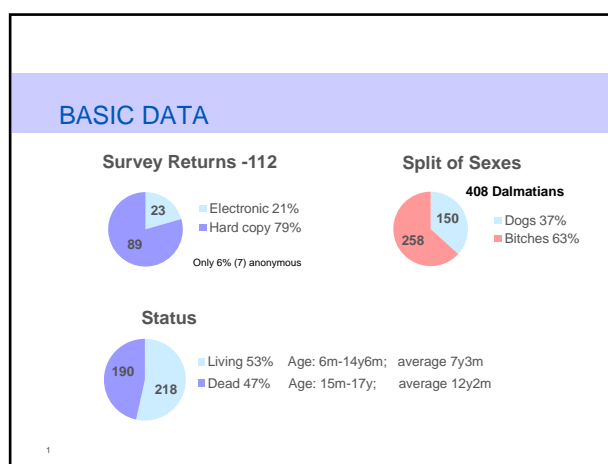 BASIC DATA
Survey Returns -112
23
89
Electronic 21%
Hard copy 79%
Only 6% (7) anonymous
Split of Sexes
408 Dalmatians
150
258
Dogs 37%
Bitches 63%
Status
190
218
Living 53% Age: 6m-14y6m; average 7y3m
Dead 47% Age: 15m-17y; average 12y2m
1